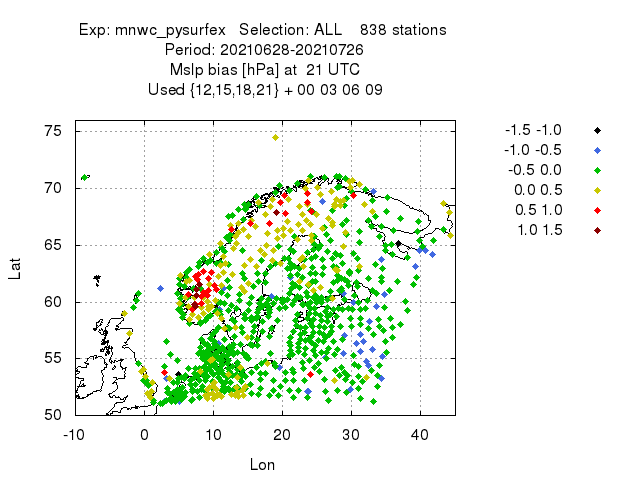 Exp: mnwc_pysurfex   Selection: ALL    838 stations
Period: 20210628-20210726
Mslp bias [hPa] at  21 UTC
Used {12,15,18,21} + 00 03 06 09
75
70
65
60
55
50
Lat
-10 0 10 20 30 40
Lon
-1.5 -1.0
-1.0 -0.5
-0.5 0.0
0.0 0.5
0.5 1.0
1.0 1.5